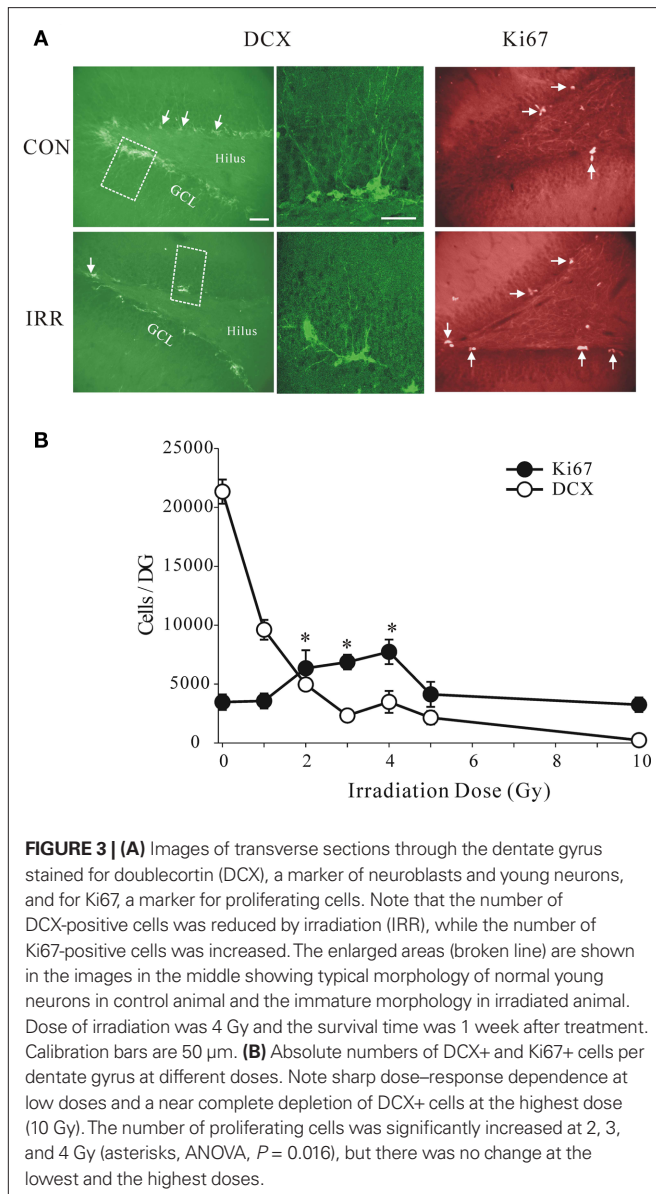 A
DCX
Ki67
CON
Hilus
GCL
IRR
GCL
Hilus
B
25000
20000
15000
10000
5000
0
Cells / DG
Ki67
DCX
* * *
0 2 4 6 8 10
Irradiation Dose (Gy)
FIGURE 3 | (A) Images of transverse sections through the dentate gyrus
stained for doublecortin (DCX), a marker of neuroblasts and young neurons,
and for Ki67, a marker for proliferating cells. Note that the number of
DCX-positive cells was reduced by irradiation (IRR), while the number of
Ki67-positive cells was increased. The enlarged areas (broken line) are shown
in the images in the middle showing typical morphology of normal young
neurons in control animal and the immature morphology in irradiated animal.
Dose of irradiation was 4 Gy and the survival time was 1 week after treatment.
Calibration bars are 50 µm. (B) Absolute numbers of DCX+ and Ki67+ cells per
dentate gyrus at different doses. Note sharp dose–response dependence at
low doses and a near complete depletion of DCX+ cells at the highest dose
(10 Gy). The number of proliferating cells was significantly increased at 2, 3,
and 4 Gy (asterisks, ANOVA, P = 0.016), but there was no change at the
lowest and the highest doses.